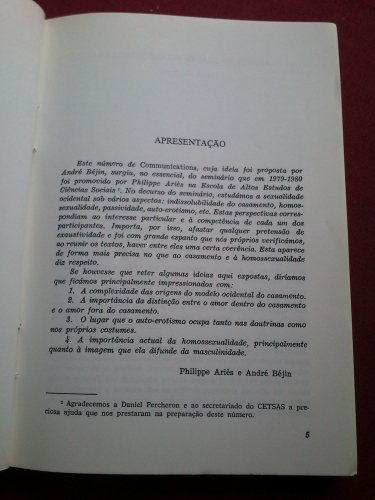 APRESENTAÇÃO
Este número de Communications, cuja ideia foi proposta por
André Béjin, surgiu, no essencial, do seminário que em 1979-1980
foi promovido por Philippe Ariès na Escola de Altos Estudos de
Ciências Sociais ¹. No decurso do seminário, estudámos a sexualidade
ocidental sob vários aspectos: indissolubilidade do casamento, homos-
sexualidade, passividade, auto-erotismo, etc. Estas perspectivas corres-
pondiam ao interesse particular e à competência de cada um dos
participantes. Importa, por isso, afastar qualquer pretensão de
exaustividade e foi com grande espanto que nós próprios verificámos,
ao reunir os textos, haver entre eles uma certa coerência. Esta aparece
de forma mais precisa no que ao casamento e à homossexualidade
diz respeito.
Se houvesse que reter algumas ideias aqui expostas, diríamos
que ficámos principalmente impressionados com:
1. A complexidade das origens do modelo ocidental do casamento.
2. A importância da distinção entre o amor dentro do casamento
e o amor fora do casamento.
3. O lugar que o auto-erotismo ocupa tanto nas doutrinas como
nos próprios costumes.
4. A importância actual da homossexualidade, principalmente
quanto à imagem que ela difunde da masculinidade.
Philippe Ariès e André Béjin
¹ Agradecemos a Daniel Percheron e ao secretariado do CETSAS a pre-
ciosa ajuda que nos prestaram na preparação deste número.
5